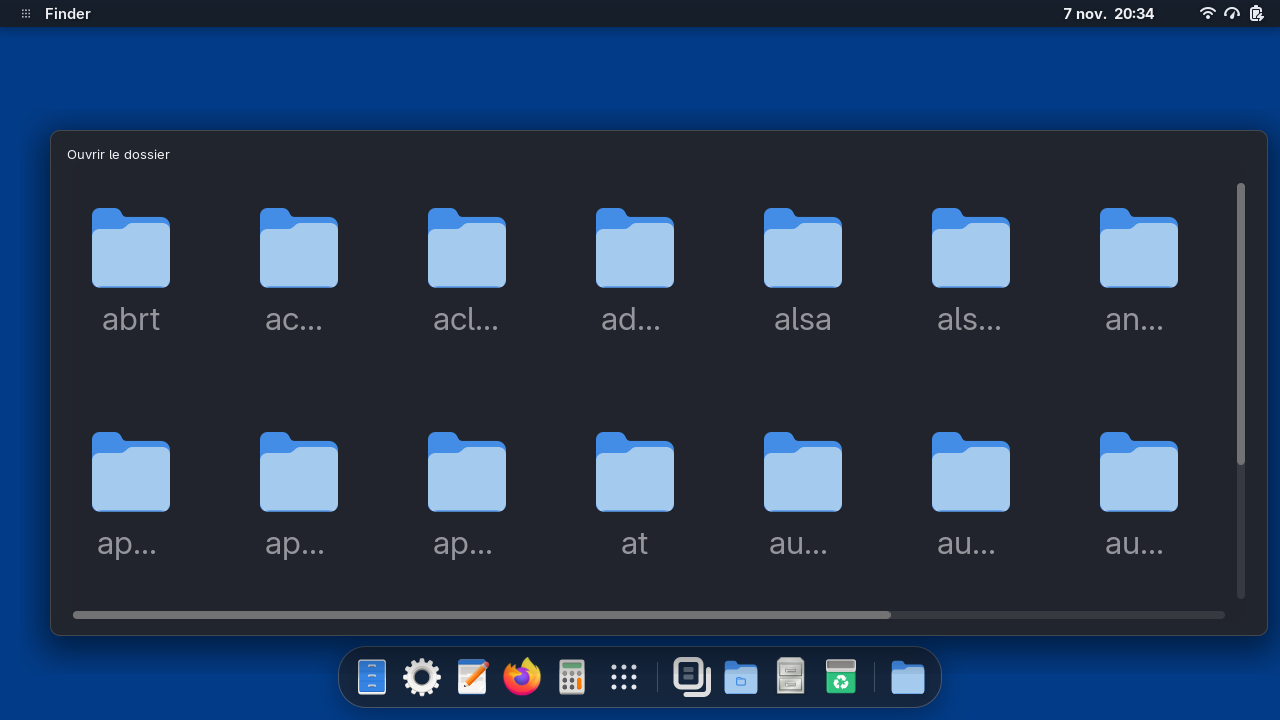 Finder
7 nov. 20:34
Ouvrir le dossier
abrt ac... acl... ad... alsa als... an...
ap... ap... ap... at au... au... au...